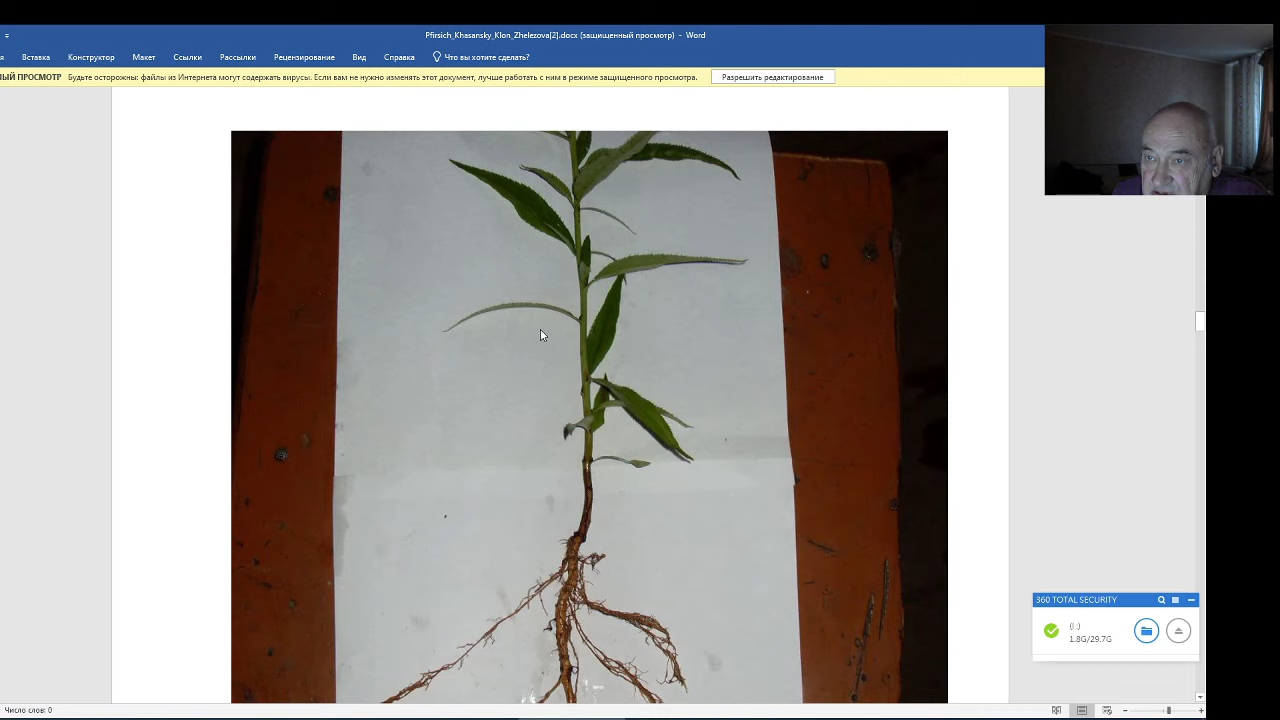 Pfirsich_Khasansky_Klon_Zhelezova[2].docx (защищенный просмотр) - Word
Вставка Конструктор Макет Ссылки Рассылки Рецензирование Вид Справка Что вы хотите сделать?
ЫЙ ПРОСМОТР Будьте осторожны: файлы из Интернета могут содержать вирусы. Если вам не нужно изменять этот документ, лучше работать с ним в режиме защищенного просмотра. Разрешить редактирование
360 TOTAL SECURITY
1.8G/29.7G
Число слов: 0